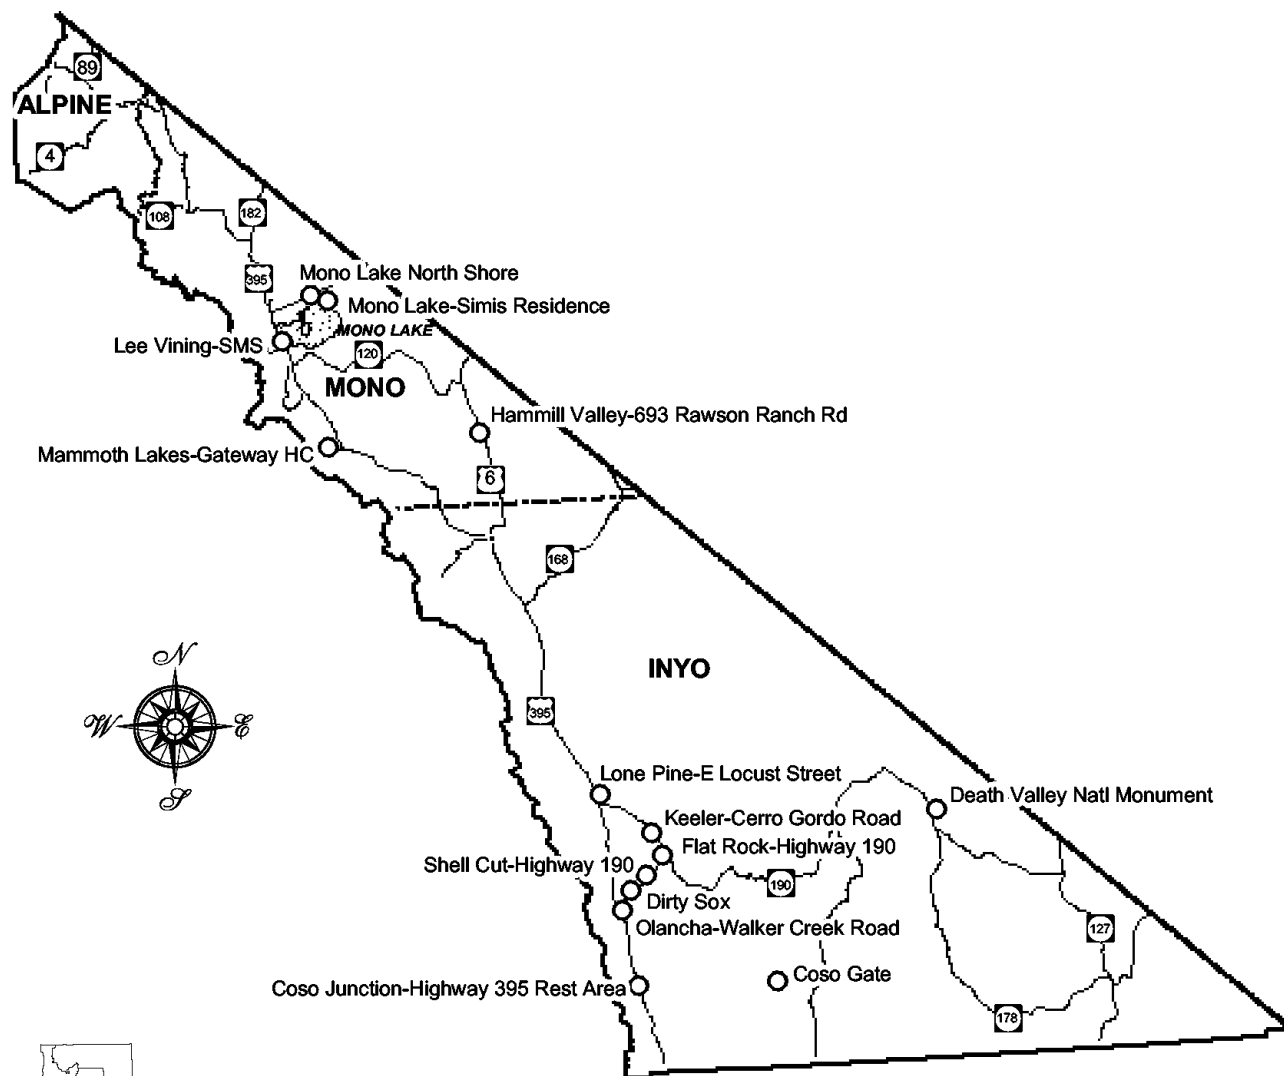 89
ALPINE
4
108
182
395
Mono Lake North Shore
Mono Lake-Simis Residence
MONO LAKE
Lee Vining-SMS
120
MONO
Hammill Valley-693 Rawson Ranch Rd
Mammoth Lakes-Gateway HC
6
168
N
INYO
W
E
395
S
Lone Pine-E Locust Street
Death Valley Natl Monument
Keeler-Cerro Gordo Road
Flat Rock-Highway 190
Shell Cut-Highway 190
190
Dirty Sox
Olancha-Walker Creek Road
127
Coso Gate
Coso Junction-Highway 395 Rest Area
178